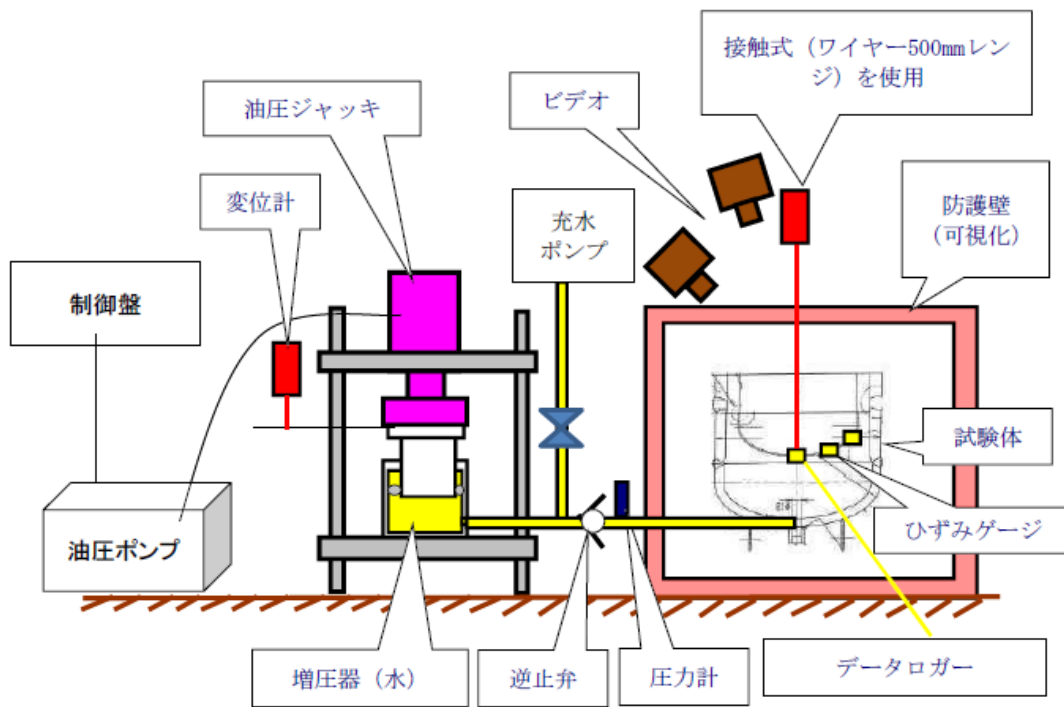 接触式（ワイヤー500mmレン
ジ）を使用
ビデオ
油圧ジャッキ
変位計
充水
ポンプ
防護壁
（可視化）
制御盤
試験体
ひずみゲージ
油圧ポンプ
増圧器（水）
逆止弁
圧力計
データロガー